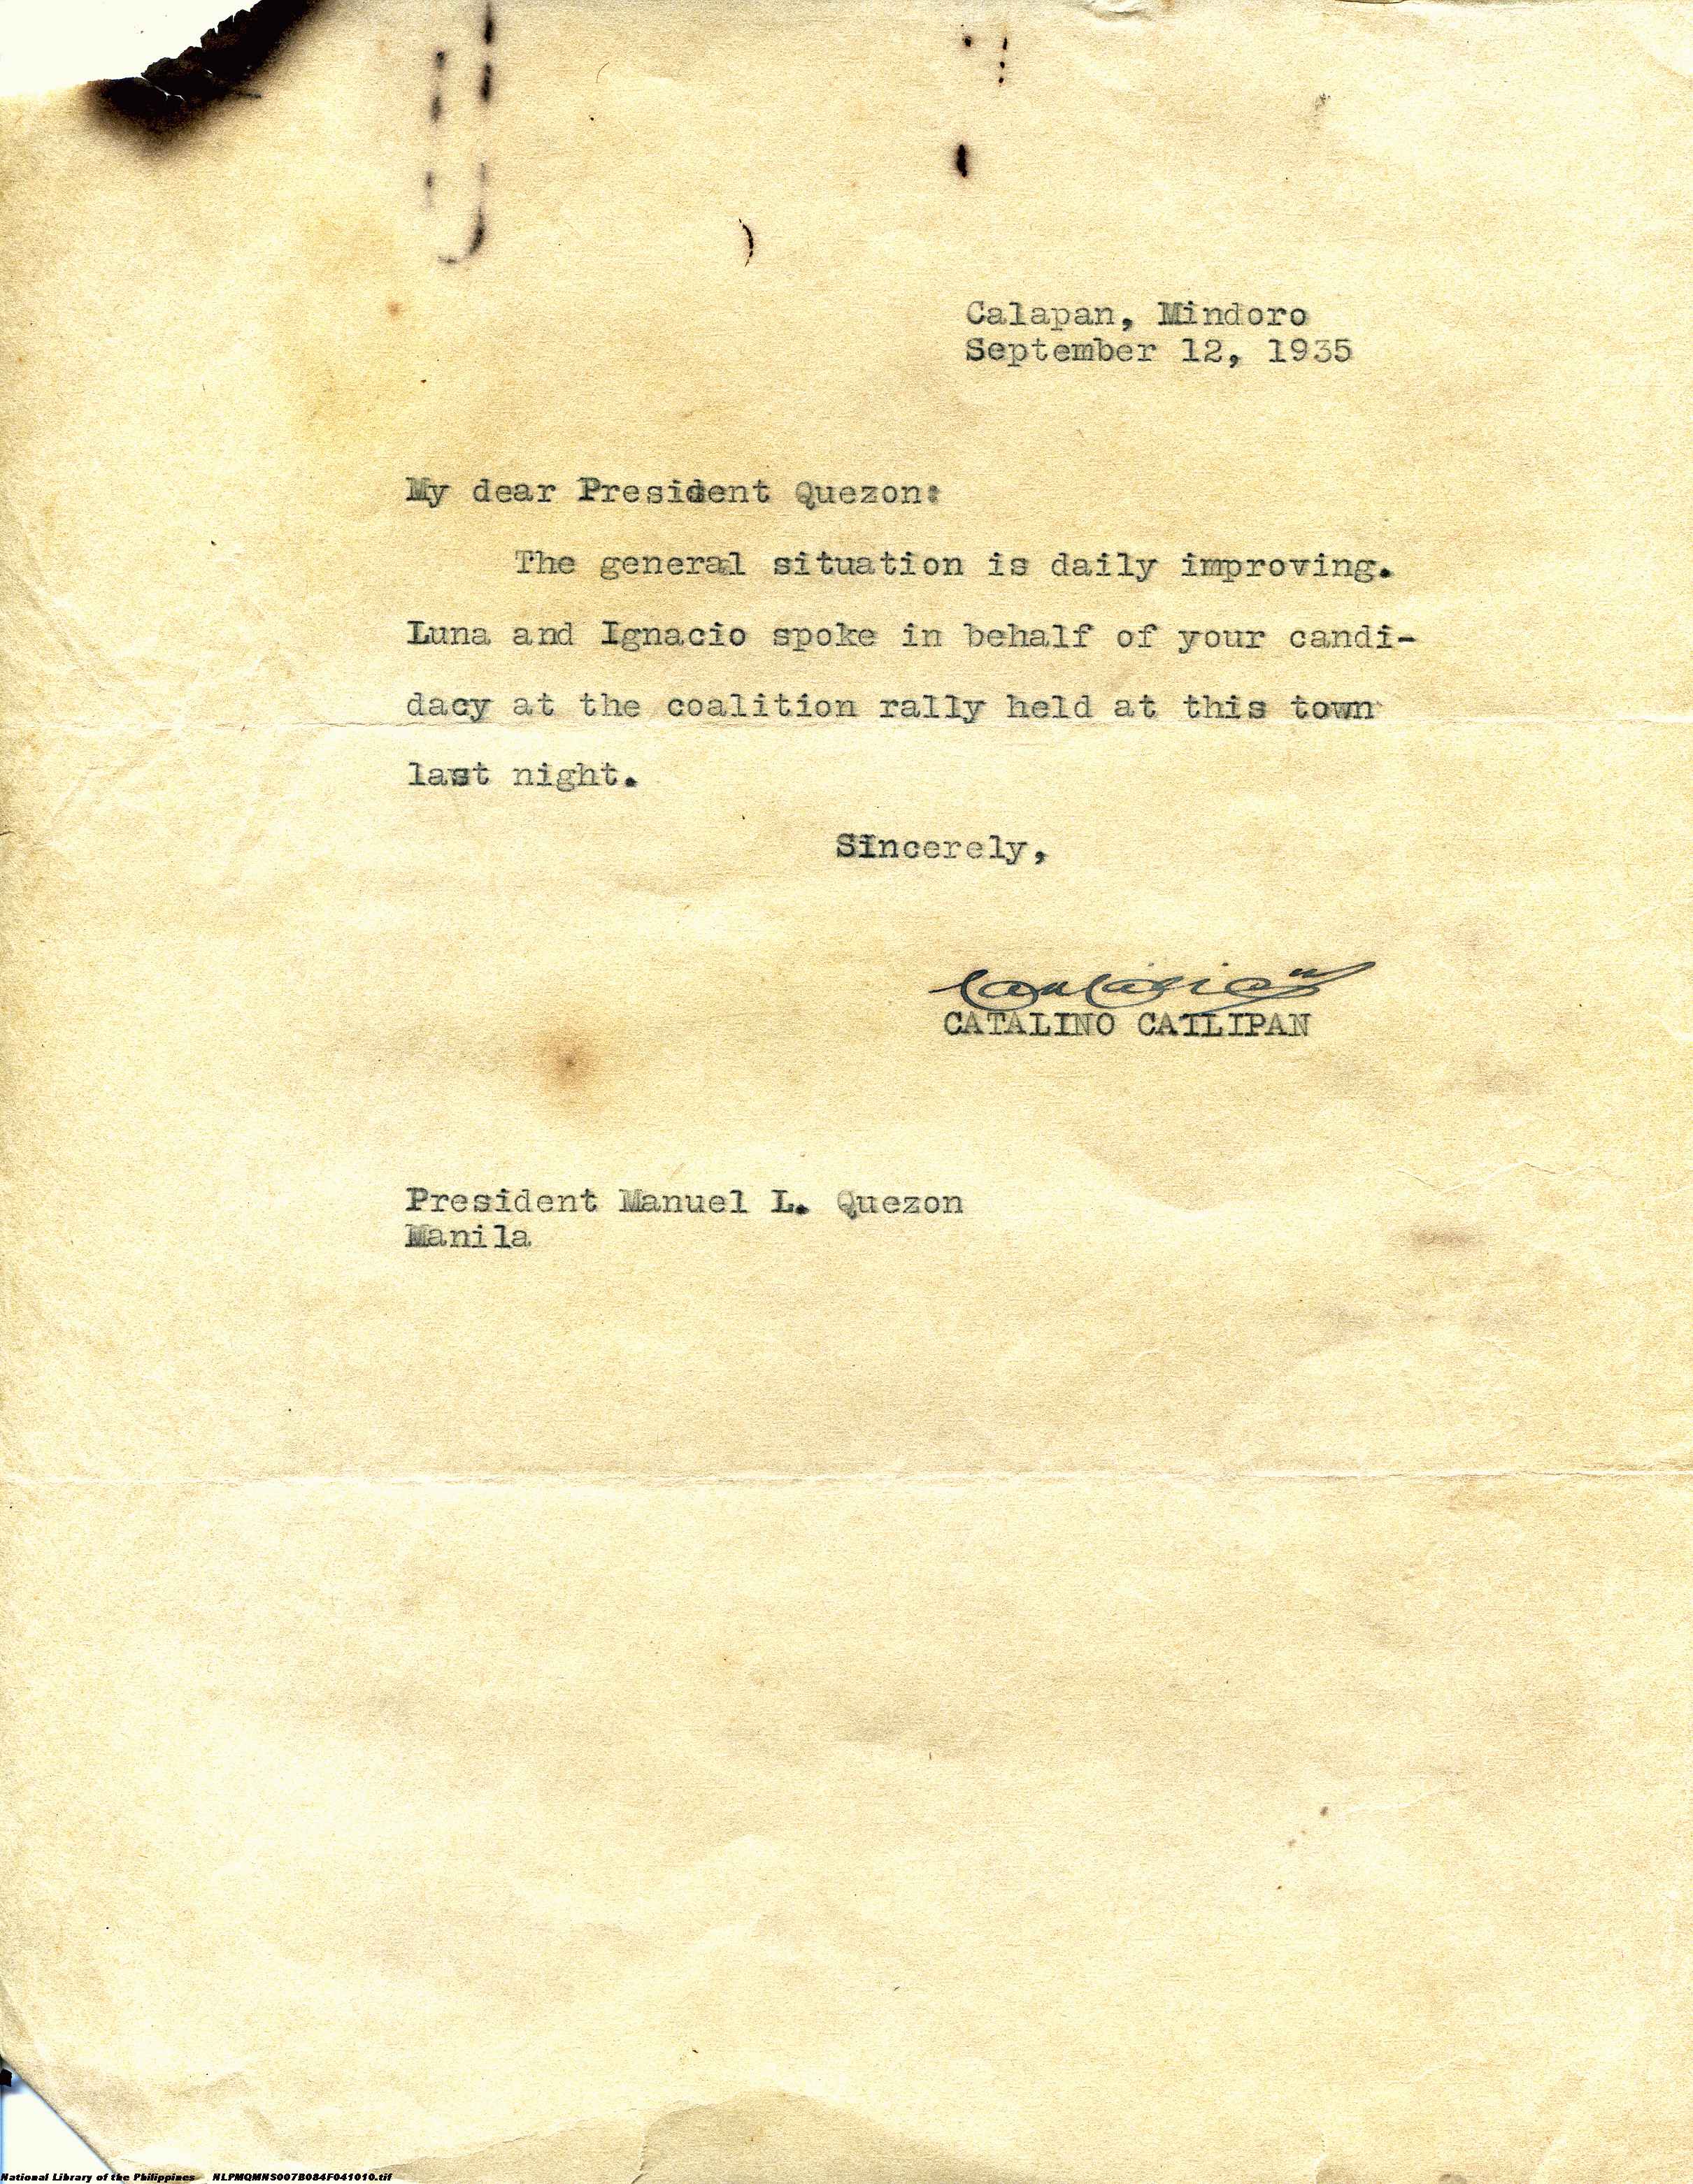 Calapan, Mindoro
September 12, 1935
My dear President Quezon:
The general situation is daily improving.
Luna and Ignacio spoke in behalf of your candi-
dacy at the coalition rally held at this town
last night.
SIncerely,
CATALINO CAILIPAN
President Manuel L. Quezon
Manila
National Library of the Philippines NLPMQMNS007B084F041010.tif